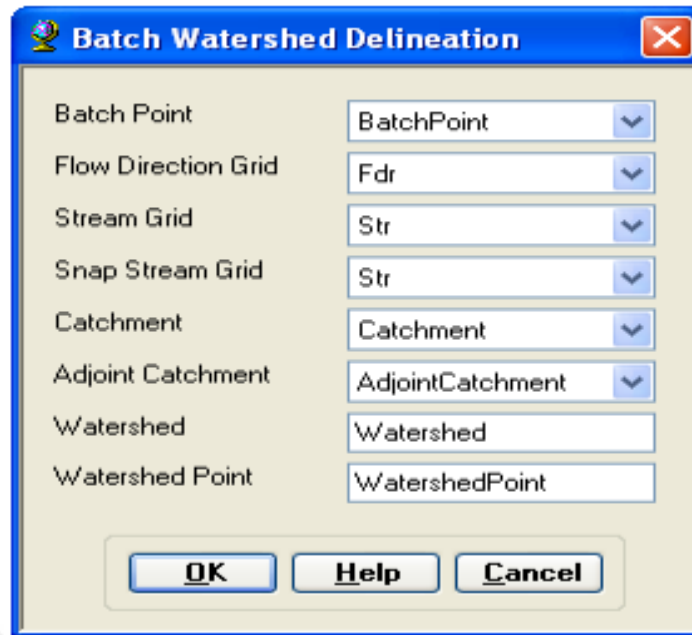 Batch Watershed Delineation
Batch Point BatchPoint
Flow Direction Grid Fdr
Stream Grid Str
Snap Stream Grid Str
Catchment Catchment
Adjoint Catchment AdjointCatchment
Watershed Watershed
Watershed Point WatershedPoint
OK Help Cancel